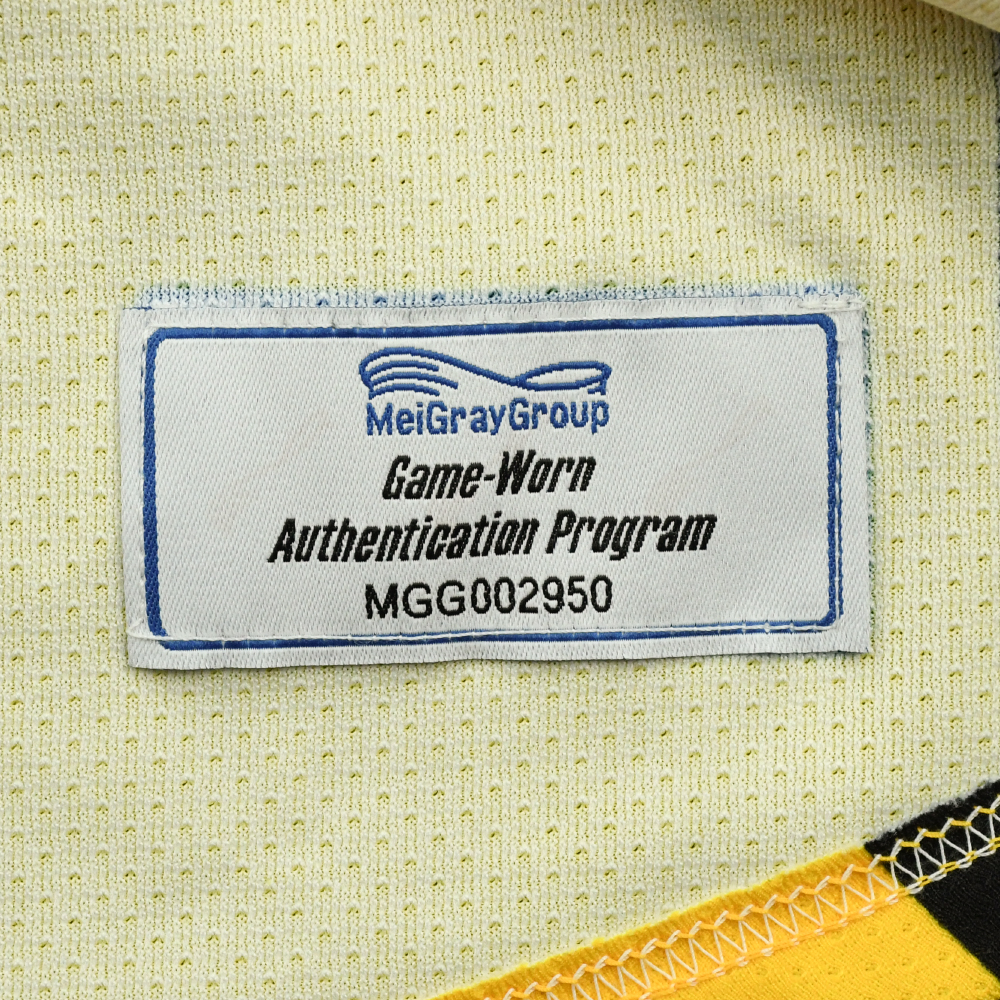 MeiGrayGroup
Game-Worn
Authentication Program
MGG002950